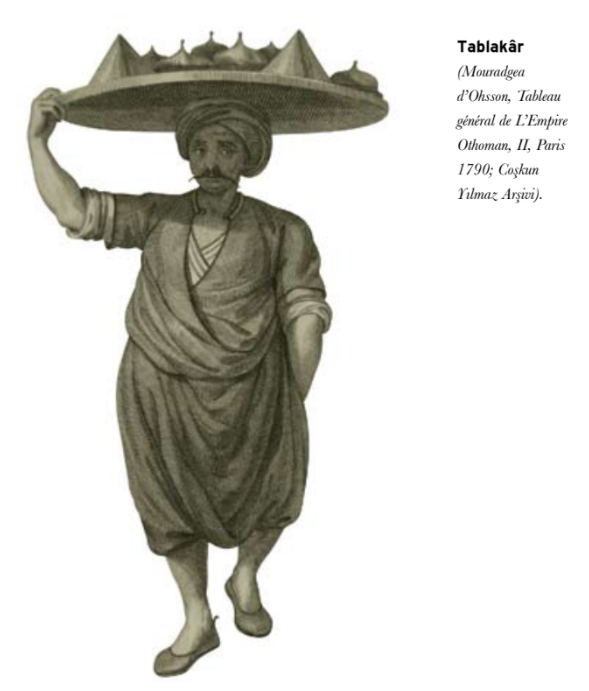 Tablakâr
(Mouradgea
d'Ohsson, Tableau
général de L'Empire
Othoman, II, Paris
1790; Coşkun
Yılmaz Arşivi).